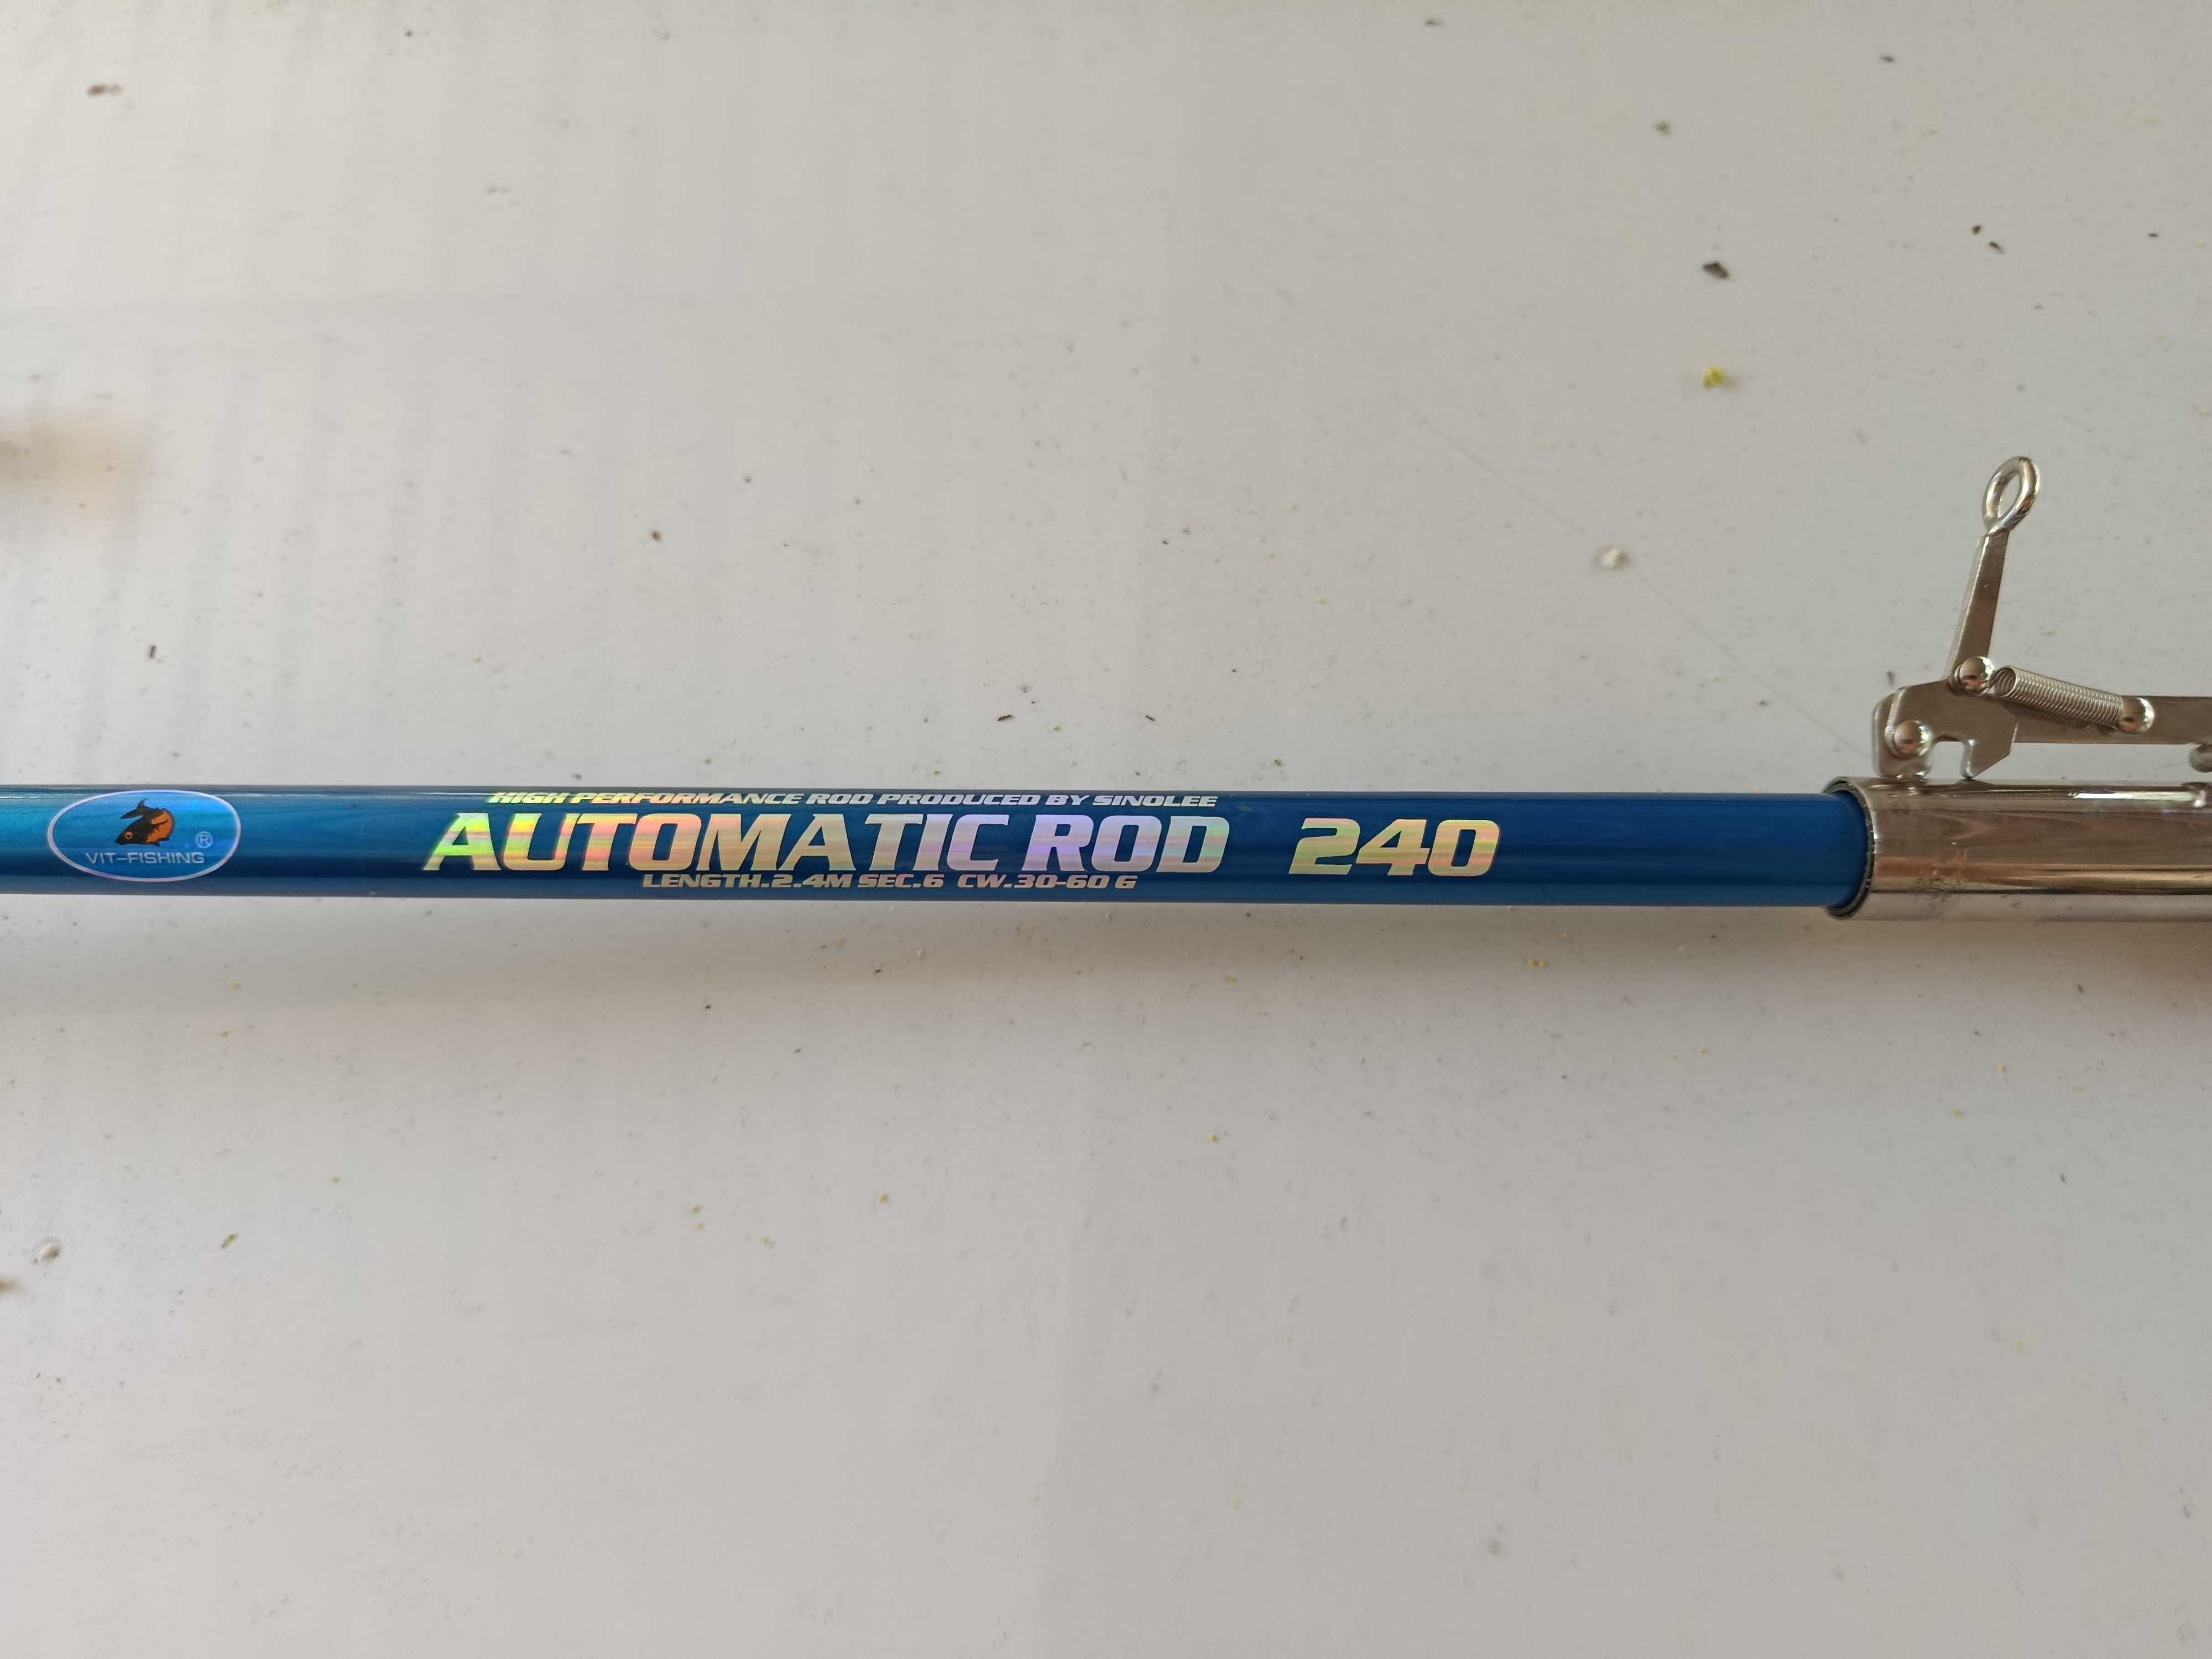 VIT-FISHING ®
HIGH PERFORMANCE ROD PRODUCED BY SINOLEE
AUTOMATIC ROD 240
LENGTH.2.4M SEC.6 CW.30-60 G